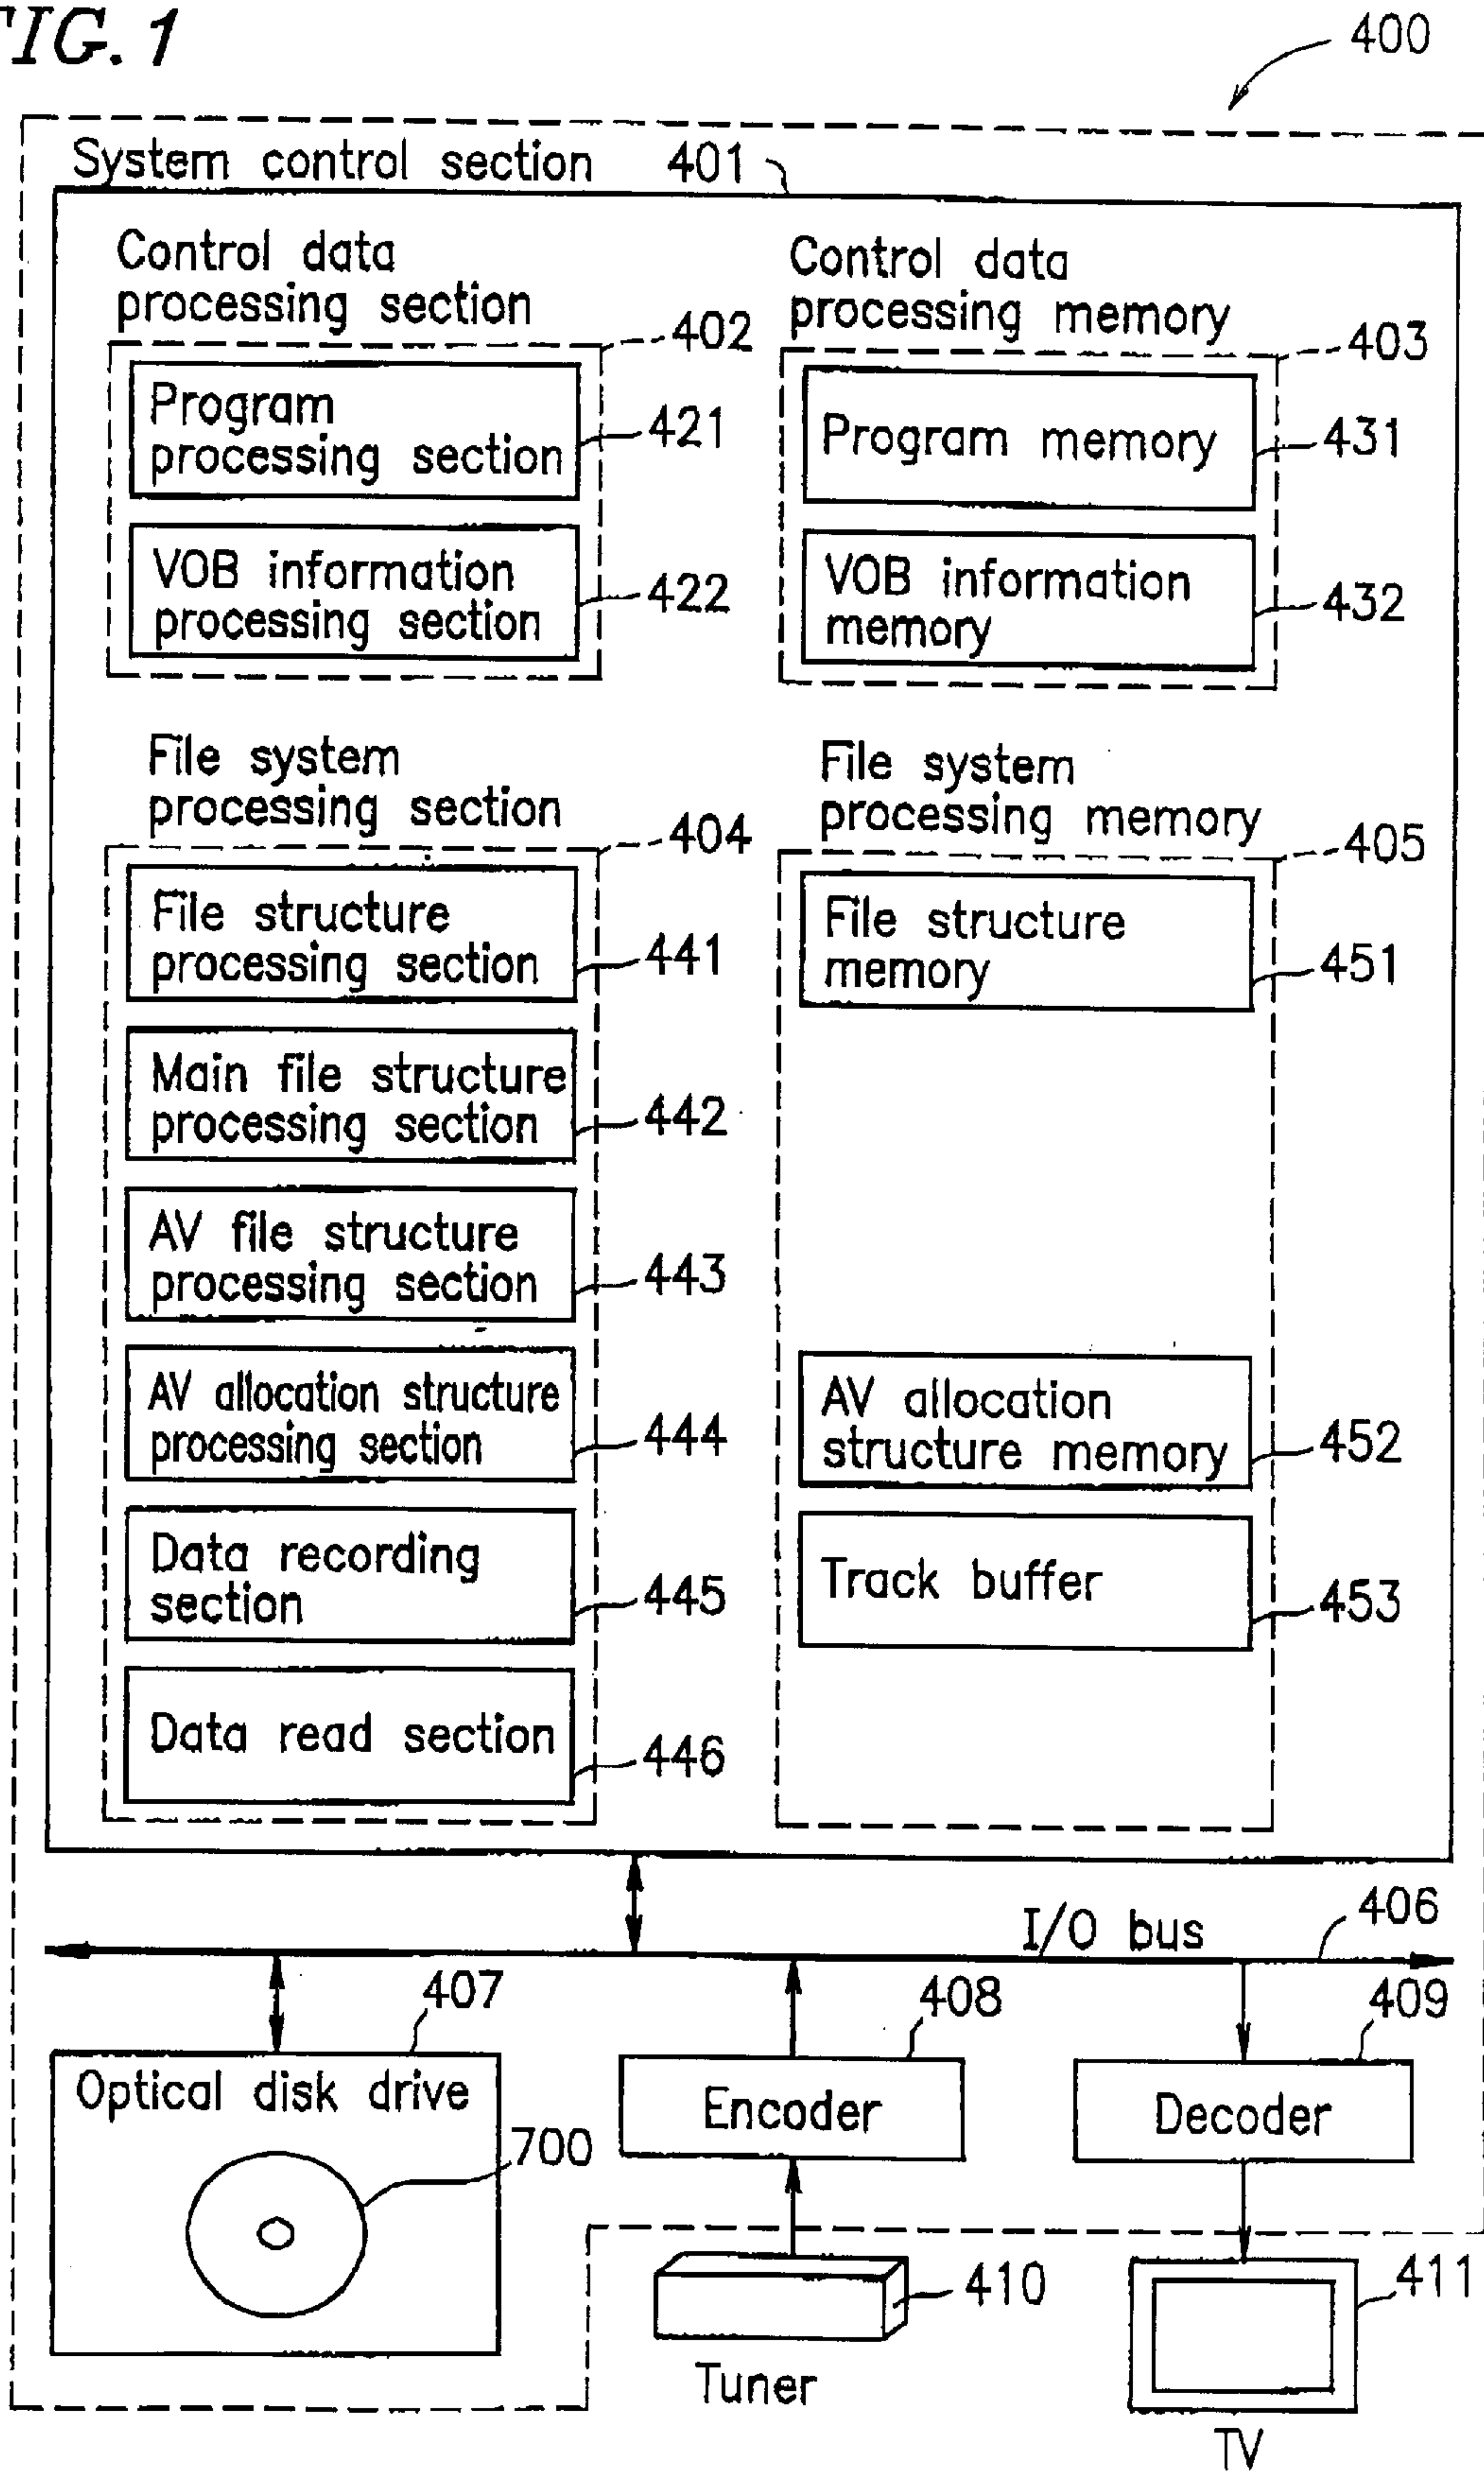 FIG. 1
400
System control section 401
Control data
processing section
402
Program
processing section
421
VOB information
processing section
422
Control data
processing memory
403
Program memory
431
VOB information
memory
432
File system
processing section
404
File structure
processing section
441
Main file structure
processing section
442
AV file structure
processing section
443
AV allocation structure
processing section
444
Data recording
section
445
Data read section
446
File system
processing memory
405
File structure
memory
451
AV allocation
structure memory
452
Track buffer
453
I/O bus
406
407
Optical disk drive
700
408
Encoder
409
Decoder
410
Tuner
411
TV